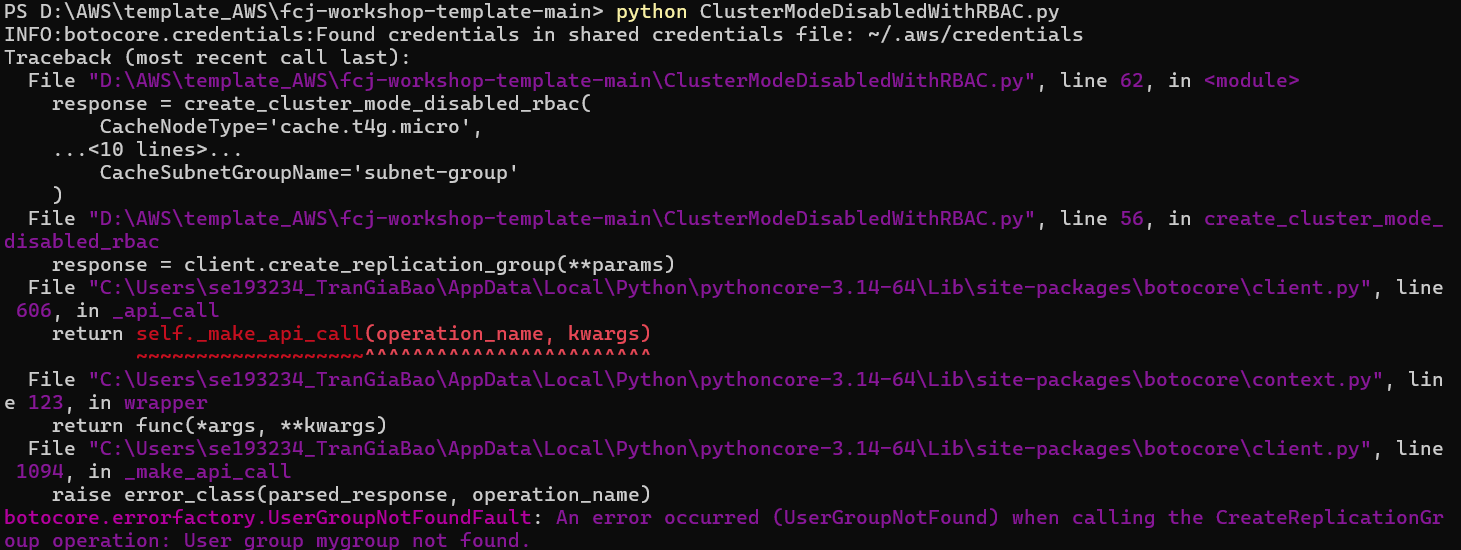 PS D:\AWS\template_AWS\fcj-workshop-template-main> python ClusterModeDisabledWithRBAC.py
INFO:botocore.credentials:Found credentials in shared credentials file: ~/.aws/credentials
Traceback (most recent call last):
  File "D:\AWS\template_AWS\fcj-workshop-template-main\ClusterModeDisabledWithRBAC.py", line 62, in <module>
    response = create_cluster_mode_disabled_rbac(
        CacheNodeType='cache.t4g.micro',
    ...<10 lines>...
        CacheSubnetGroupName='subnet-group'
    )
  File "D:\AWS\template_AWS\fcj-workshop-template-main\ClusterModeDisabledWithRBAC.py", line 56, in create_cluster_mode_
disabled_rbac
    response = client.create_replication_group(**params)
  File "C:\Users\se193234_TranGiaBao\AppData\Local\Python\pythoncore-3.14-64\Lib\site-packages\botocore\client.py", line
 606, in _api_call
    return self._make_api_call(operation_name, kwargs)
           ~~~~~~~~~~~~~~~~~~~^^^^^^^^^^^^^^^^^^^^^^^^
  File "C:\Users\se193234_TranGiaBao\AppData\Local\Python\pythoncore-3.14-64\Lib\site-packages\botocore\context.py", lin
e 123, in wrapper
    return func(*args, **kwargs)
  File "C:\Users\se193234_TranGiaBao\AppData\Local\Python\pythoncore-3.14-64\Lib\site-packages\botocore\client.py", line
 1094, in _make_api_call
    raise error_class(parsed_response, operation_name)
botocore.errorfactory.UserGroupNotFoundFault: An error occurred (UserGroupNotFound) when calling the CreateReplicationGr
oup operation: User group mygroup not found.